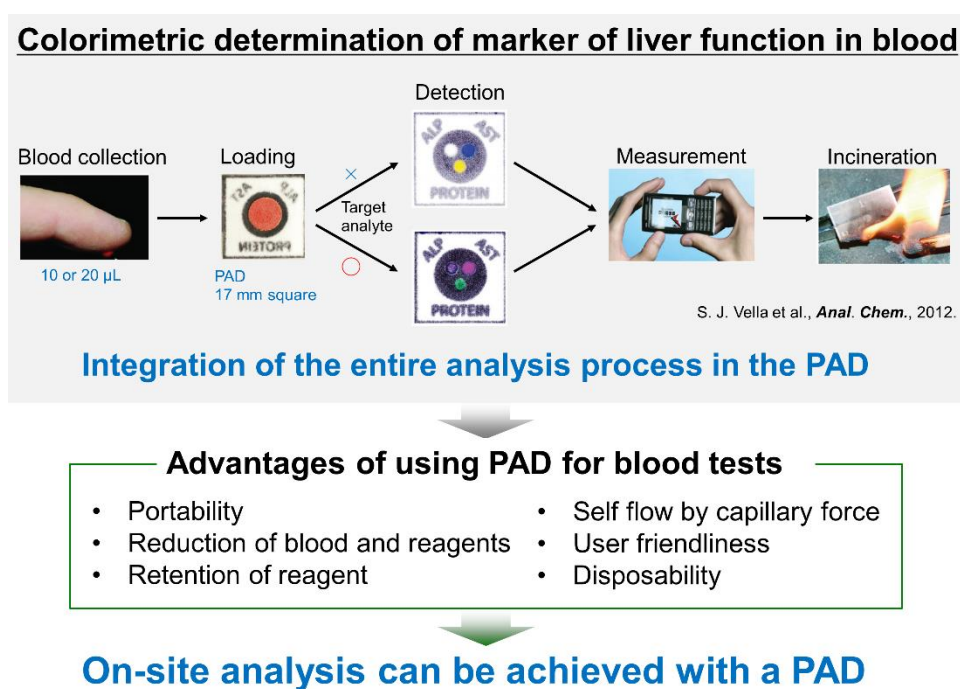 Colorimetric determination of marker of liver function in blood
Blood collection
10 or 20 µL
Loading
AST
ALP
PROTEIN
PAD
17 mm square
×
Target
analyte
○
Detection
ALP
AST
PROTEIN
ALP
AST
PROTEIN
Measurement
Incineration
S. J. Vella et al., Anal. Chem., 2012.
Integration of the entire analysis process in the PAD
Advantages of using PAD for blood tests
• Portability
• Reduction of blood and reagents
• Retention of reagent
• Self flow by capillary force
• User friendliness
• Disposability
On-site analysis can be achieved with a PAD